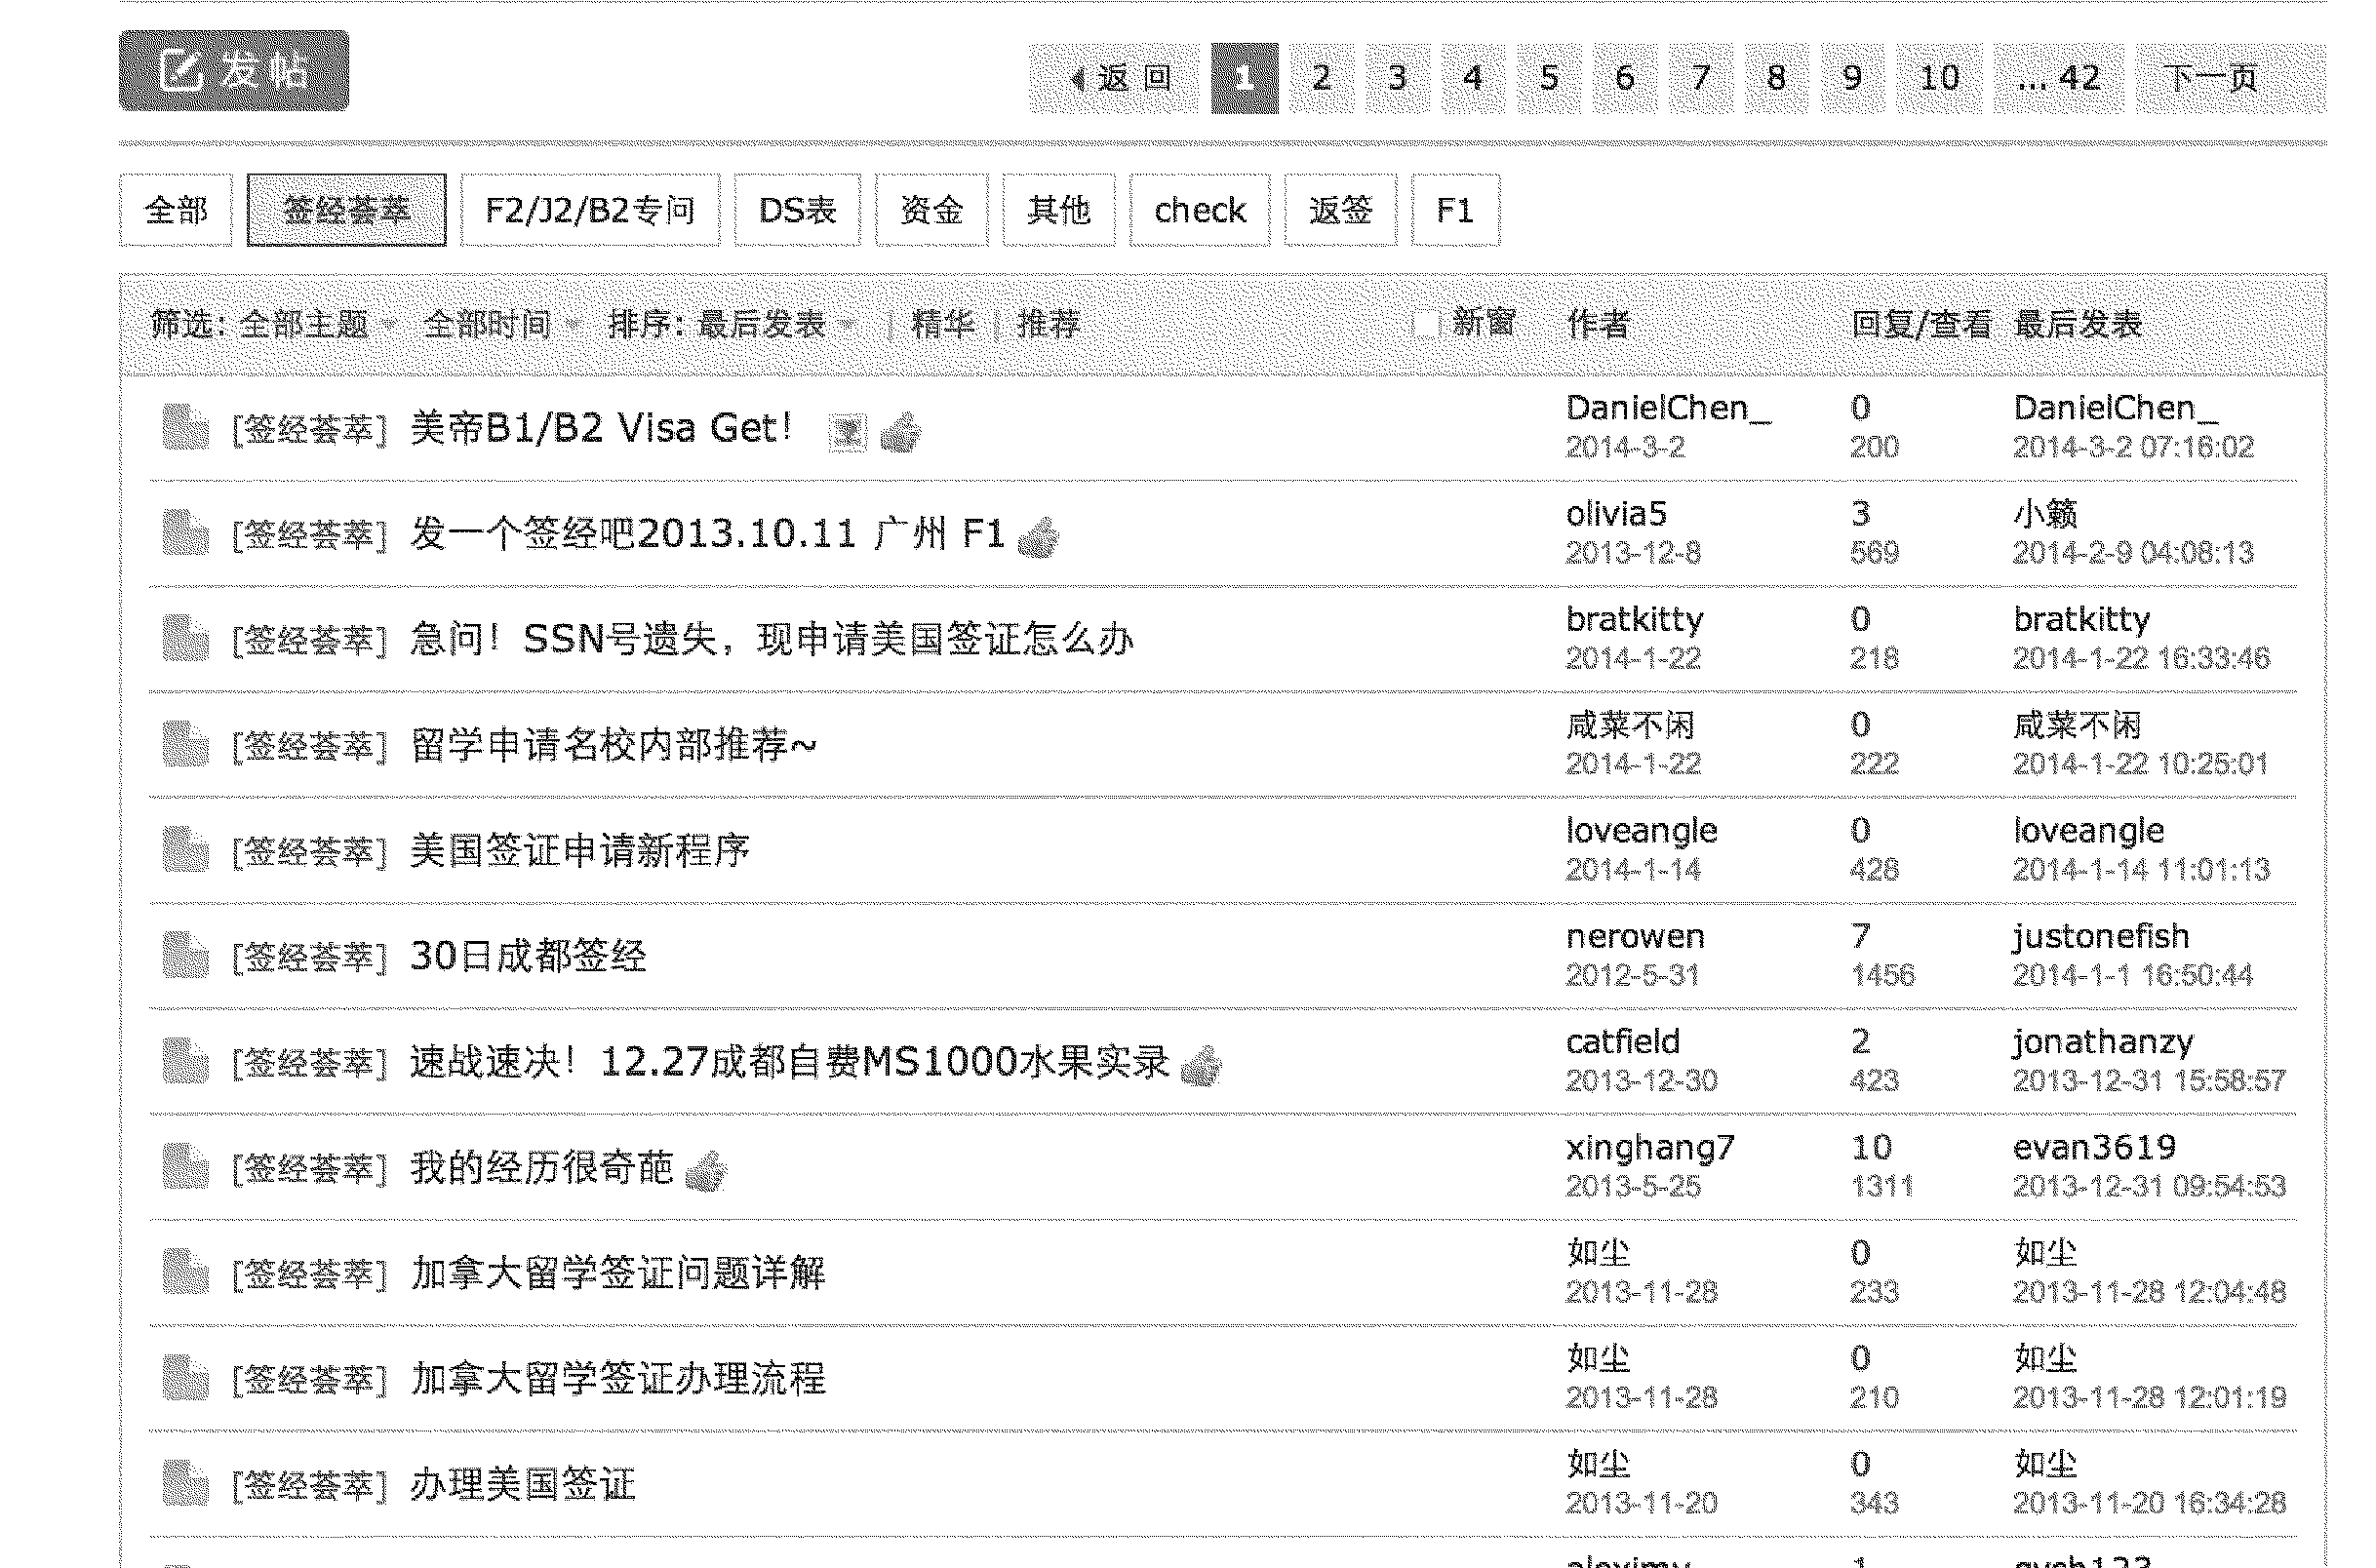 发帖
返 回 1 2 3 4 5 6 7 8 9 10 ... 42 下一页
全部 签经荟萃 F2/J2/B2专问 DS表 资金 其他 check 返签 F1
筛选: 全部主题 全部时间 排序: 最后发表 | 精华 | 推荐 新窗 作者 回复/查看 最后发表
[签经荟萃] 美帝B1/B2 Visa Get! DanielChen_ 0 DanielChen_
2014-3-2 200 2014-3-2 07:16:02
[签经荟萃] 发一个签经吧2013.10.11 广州 F1 olivia5 3 小籁
2013-12-8 569 2014-2-9 04:08:13
[签经荟萃] 急问！SSN号遗失，现申请美国签证怎么办 bratkitty 0 bratkitty
2014-1-22 218 2014-1-22 16:33:46
[签经荟萃] 留学申请名校内部推荐~ 咸菜不闲 0 咸菜不闲
2014-1-22 222 2014-1-22 10:25:01
[签经荟萃] 美国签证申请新程序 loveangle 0 loveangle
2014-1-14 428 2014-1-14 11:01:13
[签经荟萃] 30日成都签经 nerowen 7 justonefish
2012-5-31 1456 2014-1-1 16:50:44
[签经荟萃] 速战速决！12.27成都自费MS1000水果实录 catfield 2 jonathanzy
2013-12-30 423 2013-12-31 15:58:57
[签经荟萃] 我的经历很奇葩 xinghang7 10 evan3619
2013-5-25 1311 2013-12-31 09:54:53
[签经荟萃] 加拿大留学签证问题详解 如尘 0 如尘
2013-11-28 233 2013-11-28 12:04:48
[签经荟萃] 加拿大留学签证办理流程 如尘 0 如尘
2013-11-28 210 2013-11-28 12:01:19
[签经荟萃] 办理美国签证 如尘 0 如尘
2013-11-20 343 2013-11-20 16:34:28